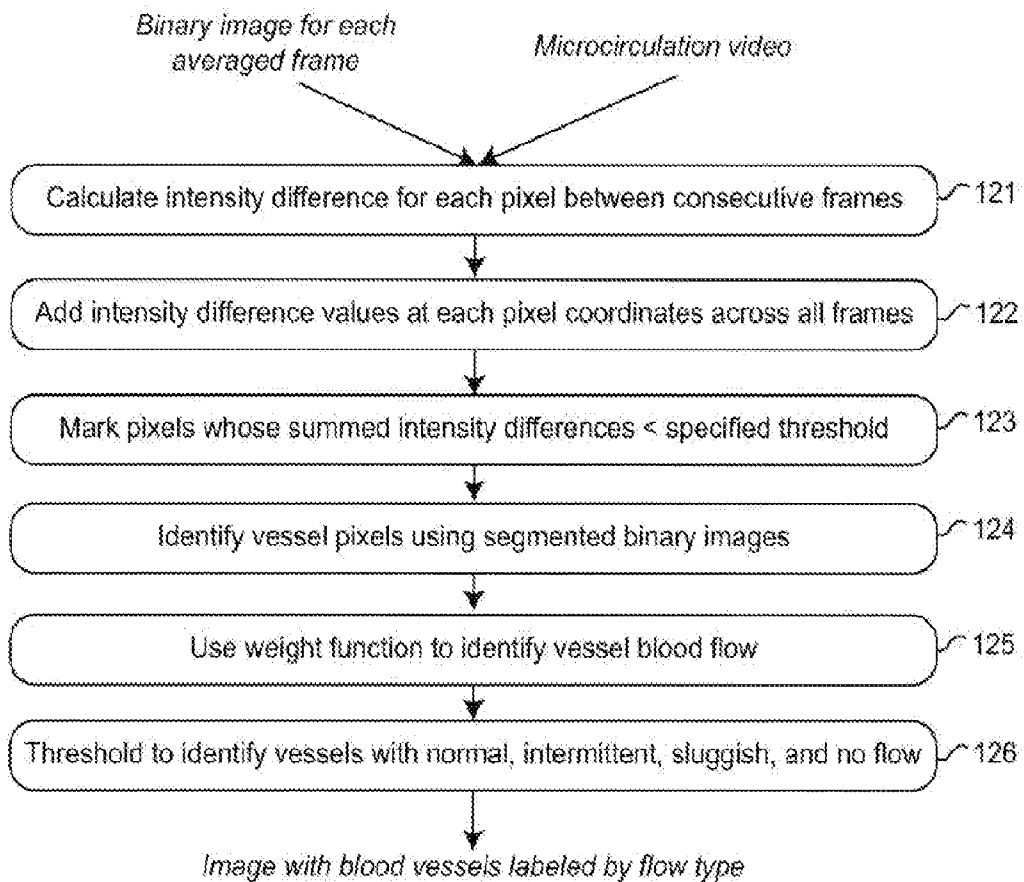 Binary image for each
averaged frame
Microcirculation video
Calculate intensity difference for each pixel between consecutive frames
121
Add intensity difference values at each pixel coordinates across all frames
122
Mark pixels whose summed intensity differences < specified threshold
123
Identify vessel pixels using segmented binary images
124
Use weight function to identify vessel blood flow
125
Threshold to identify vessels with normal, intermittent, sluggish, and no flow
126
Image with blood vessels labeled by flow type